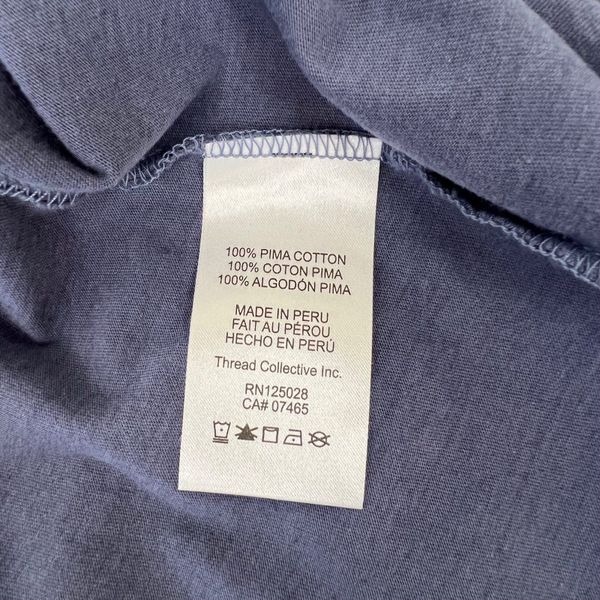 100% PIMA COTTON
100% COTON PIMA
100% ALGODÓN PIMA
MADE IN PERU
FAIT AU PÉROU
HECHO EN PERÚ
Thread Collective Inc.
RN125028
CA# 07465